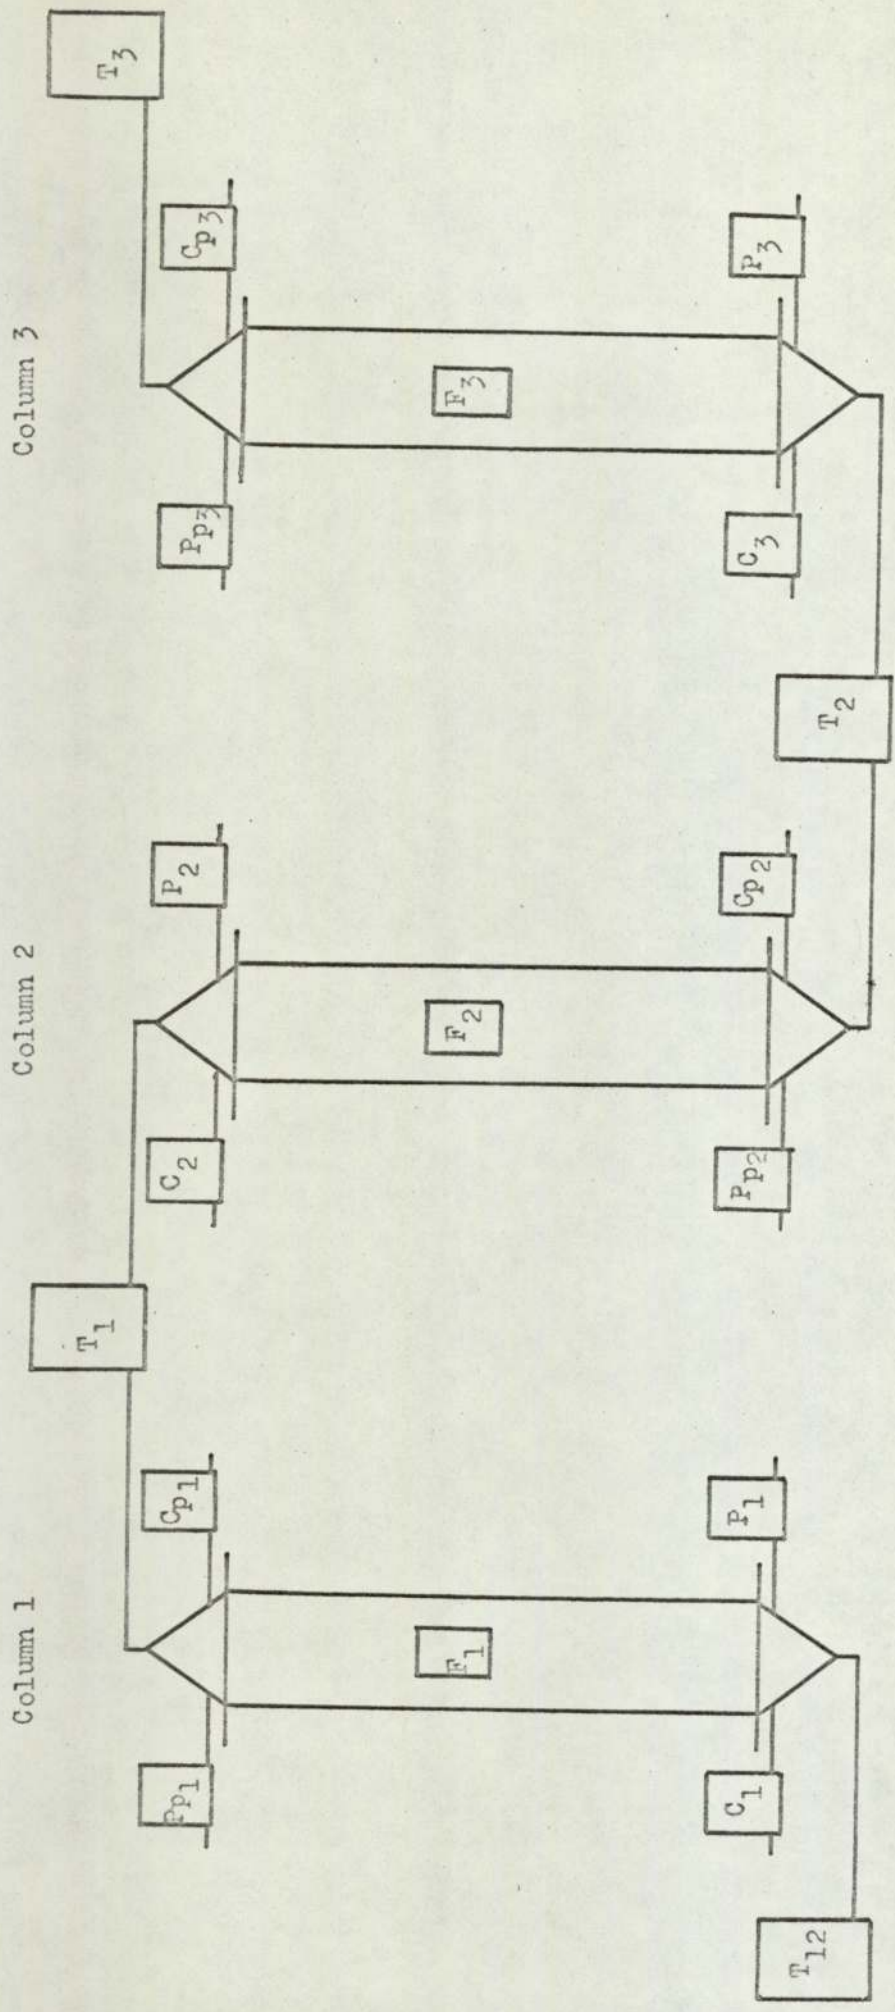 Column 1
Column 2
Column 3
T₁
T₃
Pp₁
Cp₁
C₂
P₂
Pp₃
Cp₃
F₁
F₂
F₃
C₁
P₁
Pp₂
Cp₂
C₃
P₃
T₁₂
T₂